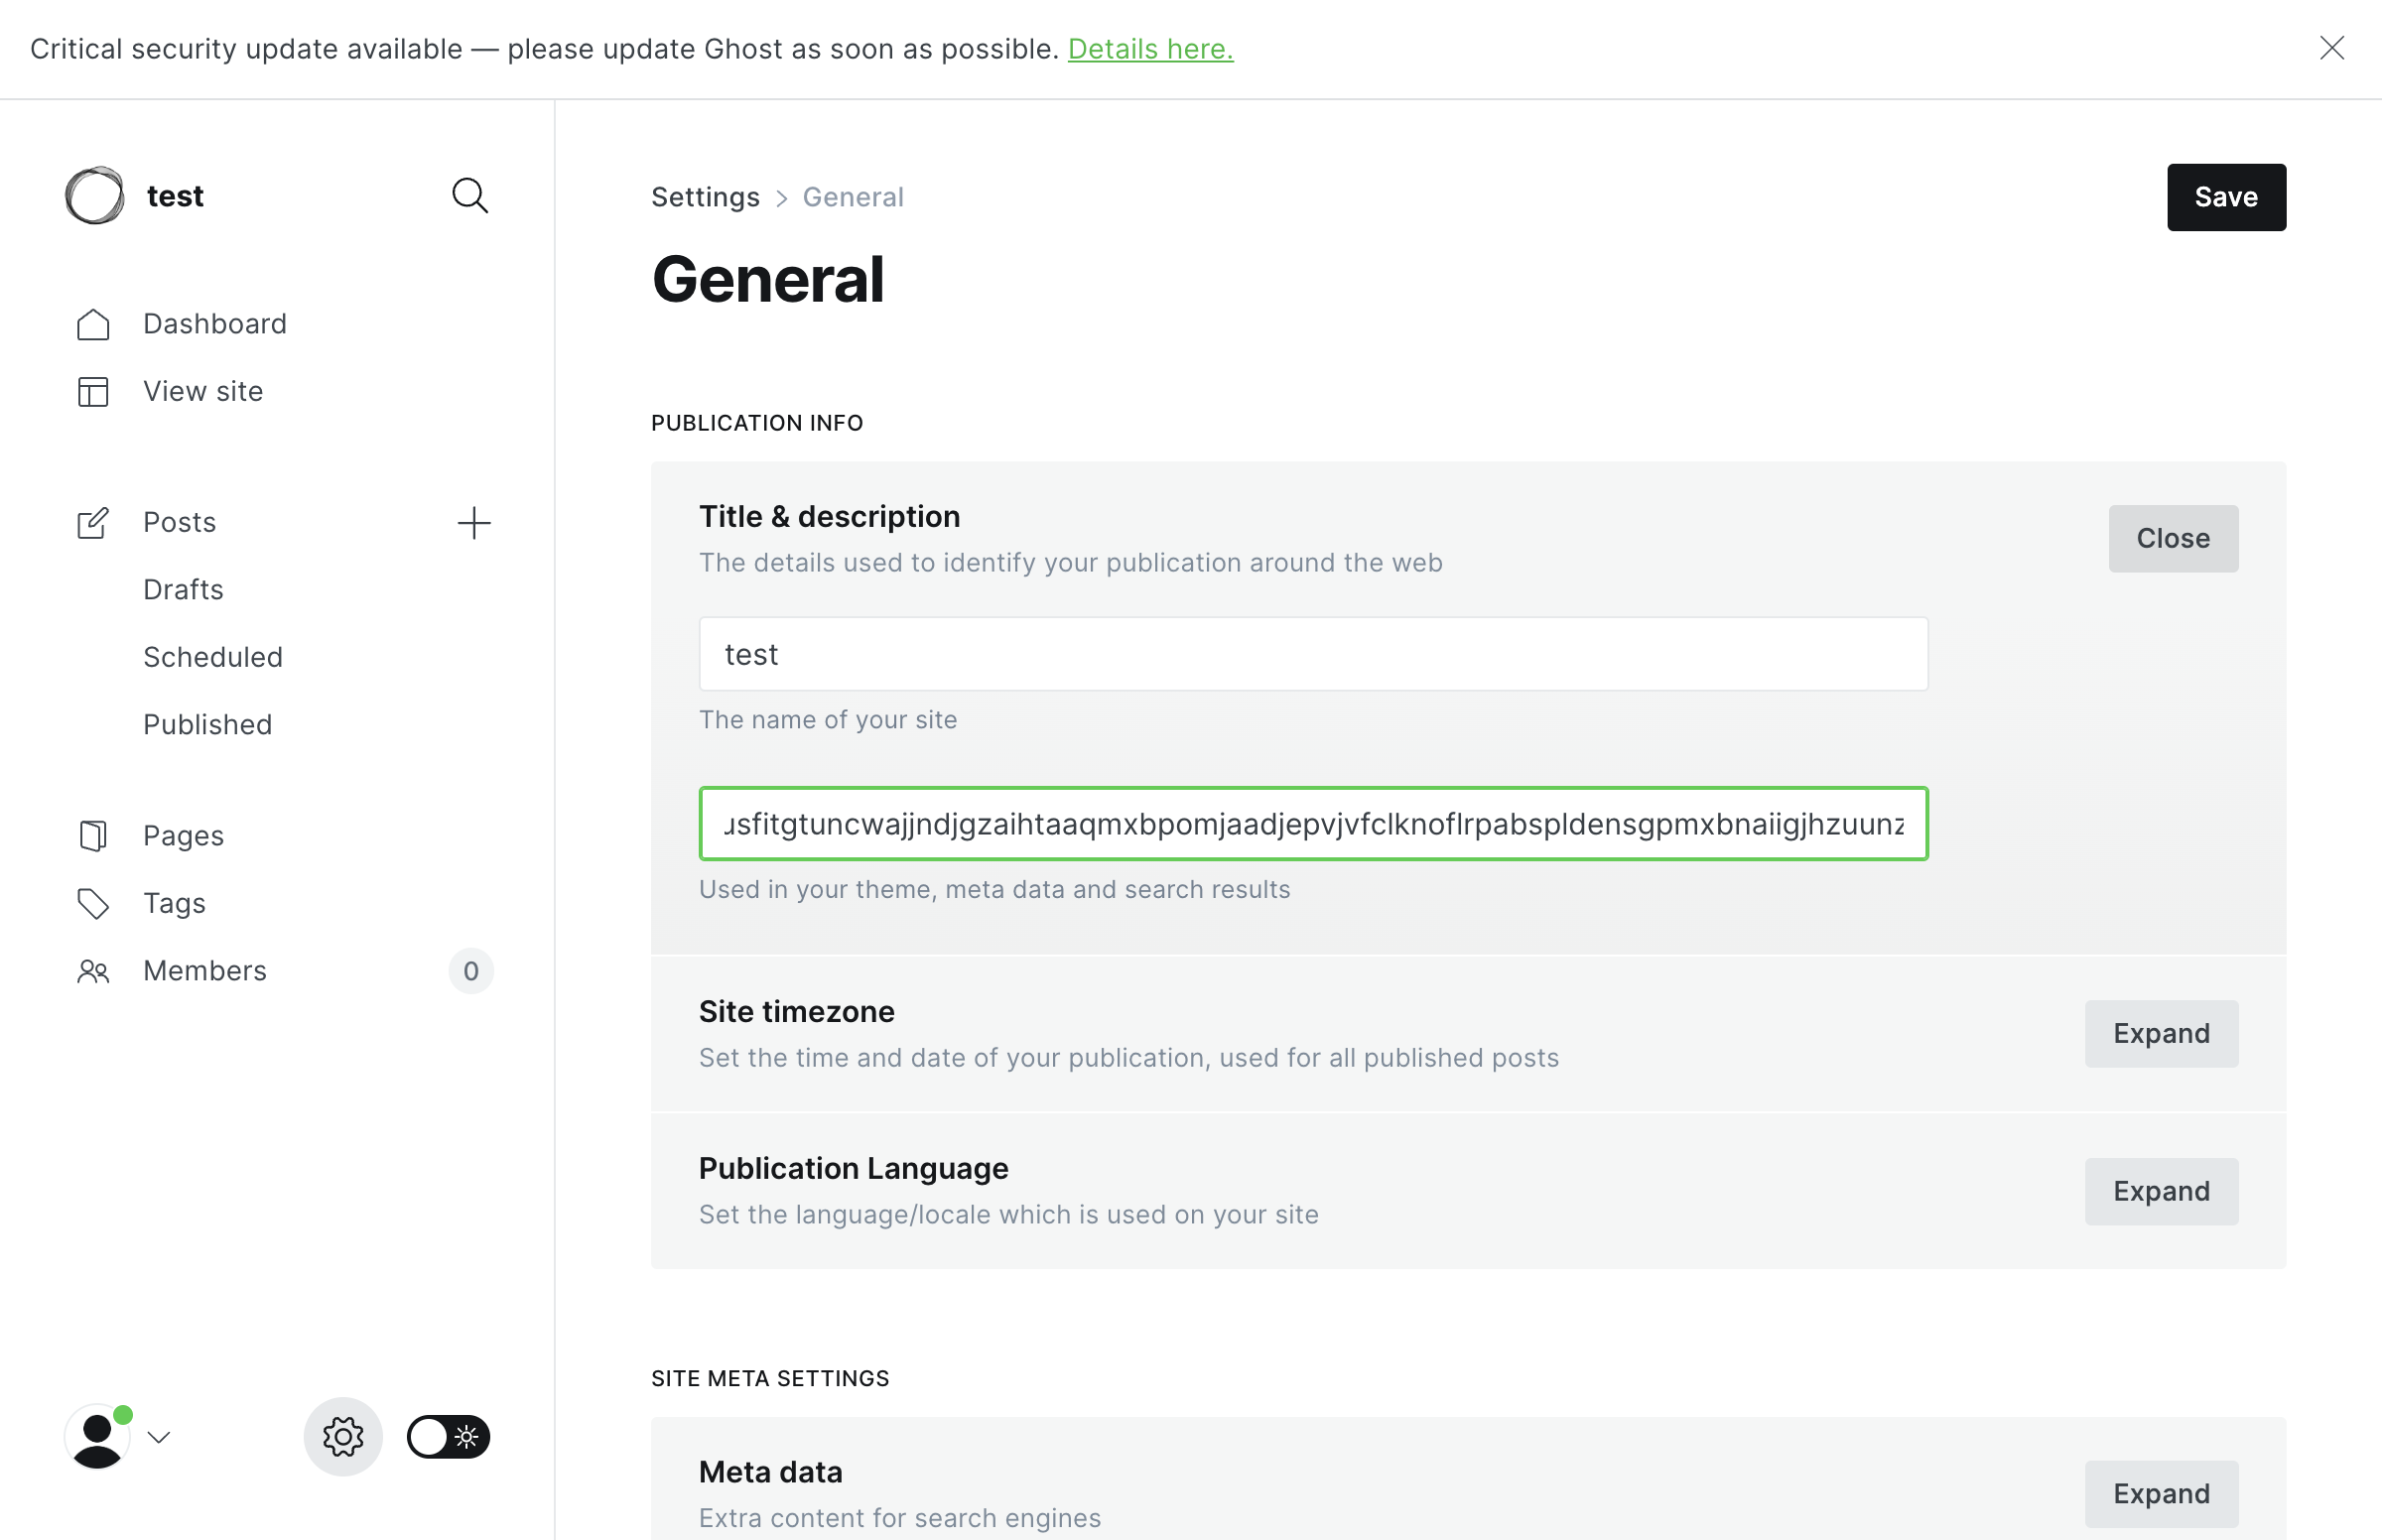 Critical security update available — please update Ghost as soon as possible. Details here.
test
Dashboard
View site
Posts
Drafts
Scheduled
Published
Pages
Tags
Members 0
Settings > General
Save
General
PUBLICATION INFO
Title & description
The details used to identify your publication around the web
Close
test
The name of your site
usfitgtuncwajjndjgzaihtaaqmxbpomjaadjepvjvfclknoflrpabspldensgpmxbnaiigjhzuunz
Used in your theme, meta data and search results
Site timezone
Set the time and date of your publication, used for all published posts
Expand
Publication Language
Set the language/locale which is used on your site
Expand
SITE META SETTINGS
Meta data
Extra content for search engines
Expand